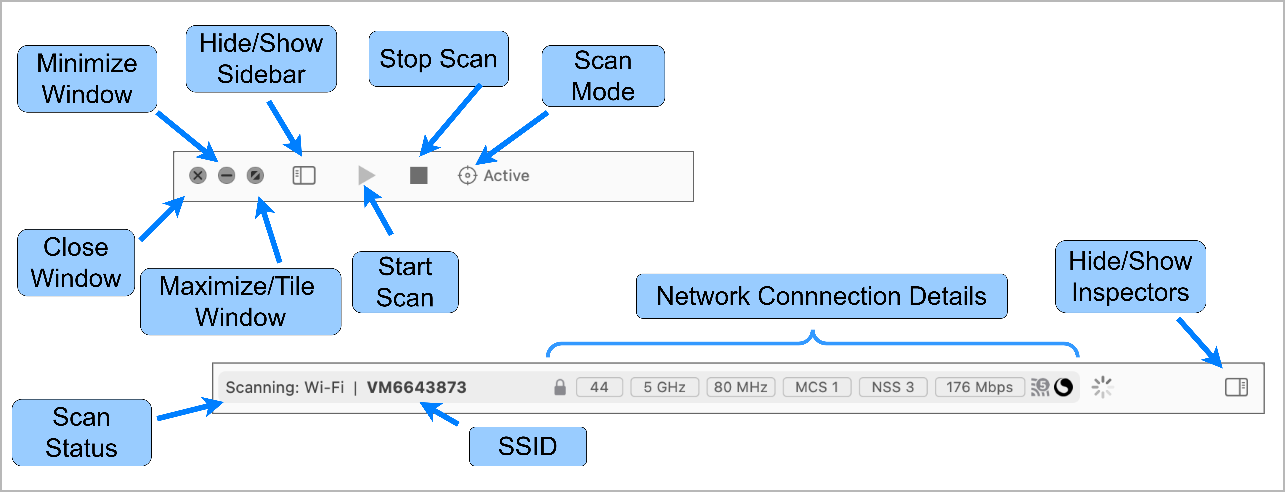 Minimize
Window
Hide/Show
Sidebar
Stop Scan
Scan
Mode
Active
Close
Window
Maximize/Tile
Window
Start
Scan
Network Connnection Details
Hide/Show
Inspectors
Scanning: Wi-Fi | VM6643873
44
5 GHz
80 MHz
MCS 1
NSS 3
176 Mbps
5
Scan
Status
SSID